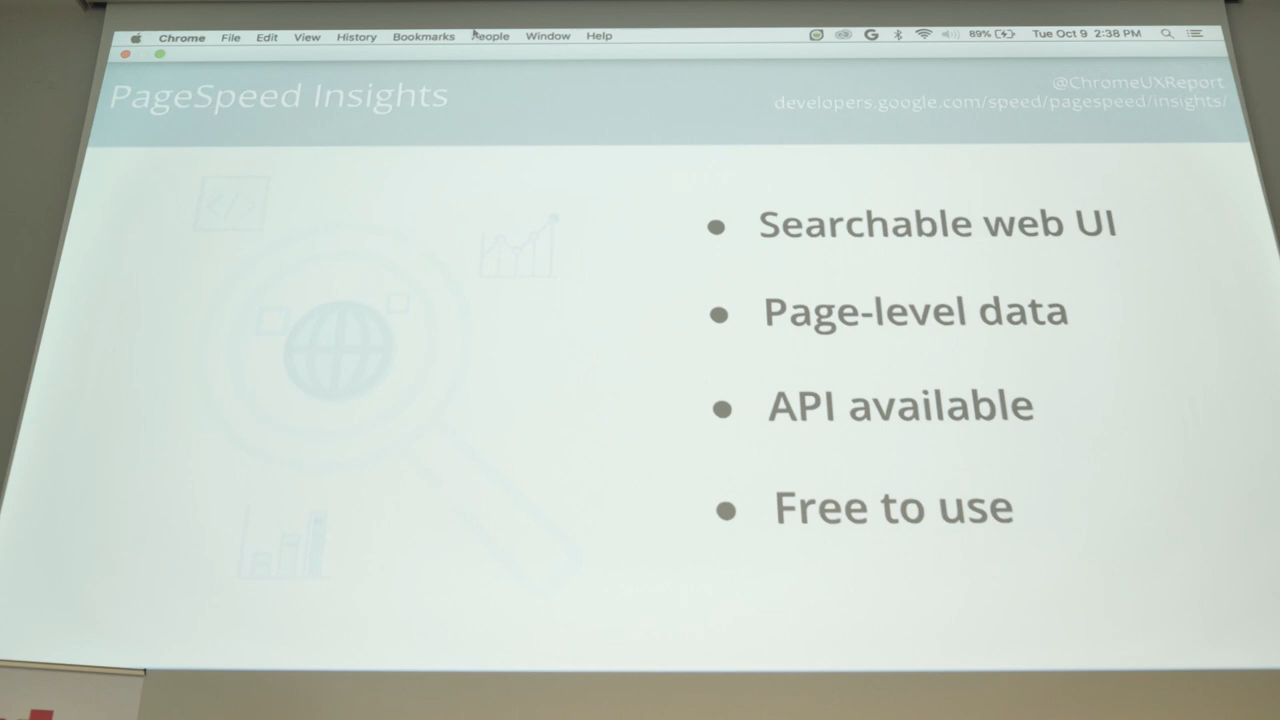 Chrome File Edit View History Bookmarks People Window Help 89% Tue Oct 9 2:38 PM
PageSpeed Insights
@ChromeUXReport
developers.google.com/speed/pagespeed/insights/
</>
• Searchable web UI
• Page-level data
• API available
• Free to use